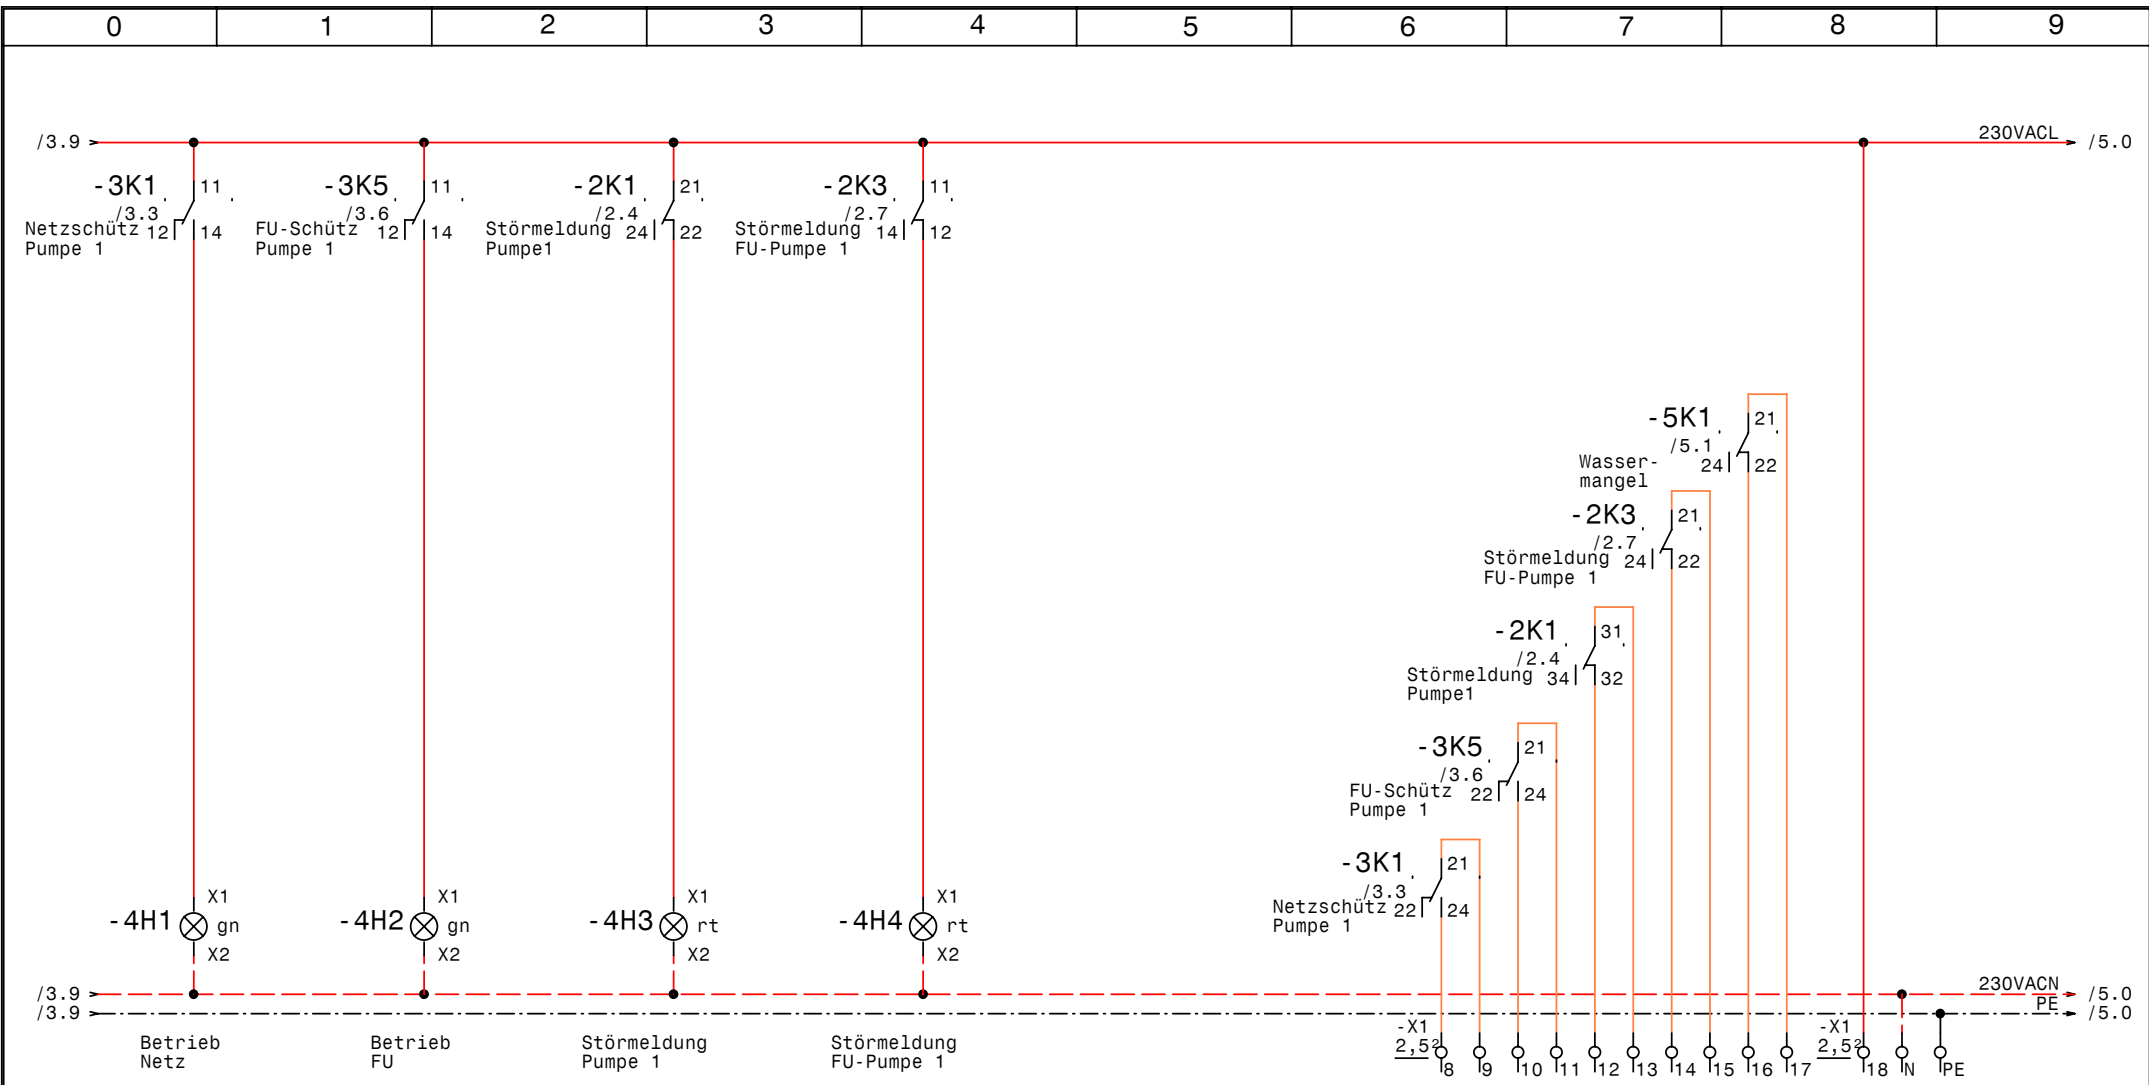 0 1 2 3 4 5 6 7 8 9
/3.9 230VACL /5.0
-3K1 11
/3.3
Netzschütz 12 14
Pumpe 1
-3K5 11
/3.6
FU-Schütz 12 14
Pumpe 1
-2K1 21
/2.4
Störmeldung 24 22
Pumpe1
-2K3 11
/2.7
Störmeldung 14 12
FU-Pumpe 1
-5K1 21
/5.1
Wasser- 24 22
mangel
-2K3 21
/2.7
Störmeldung 24 22
FU-Pumpe 1
-2K1 31
/2.4
Störmeldung 34 32
Pumpe1
-3K5 21
/3.6
FU-Schütz 22 24
Pumpe 1
-3K1 21
/3.3
Netzschütz 22 24
Pumpe 1
X1
-4H1 gn
X2
X1
-4H2 gn
X2
X1
-4H3 rt
X2
X1
-4H4 rt
X2
/3.9 230VACN /5.0
/3.9 PE /5.0
Betrieb
Netz
Betrieb
FU
Störmeldung
Pumpe 1
Störmeldung
FU-Pumpe 1
-X1
2,5²
8 9 10 11 12 13 14 15 16 17
-X1
2,5²
18 N PE